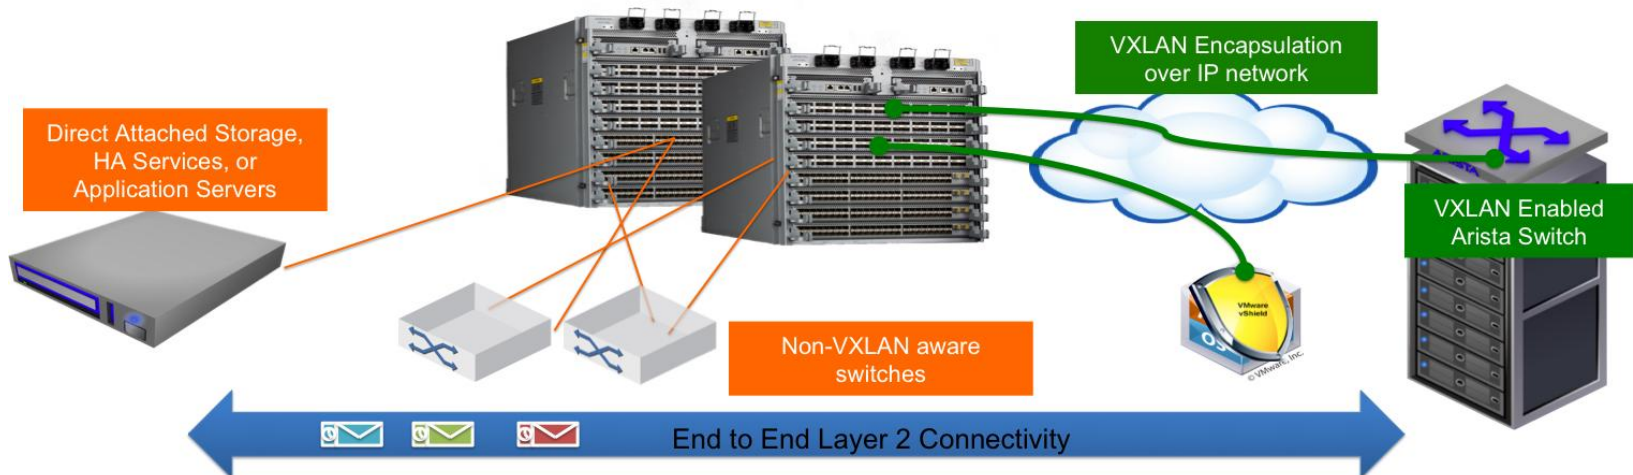 Direct Attached Storage,
HA Services, or
Application Servers
VXLAN Encapsulation
over IP network
VXLAN Enabled
Arista Switch
VMware
vShield
OS
© VMware, Inc.
Non-VXLAN aware
switches
End to End Layer 2 Connectivity